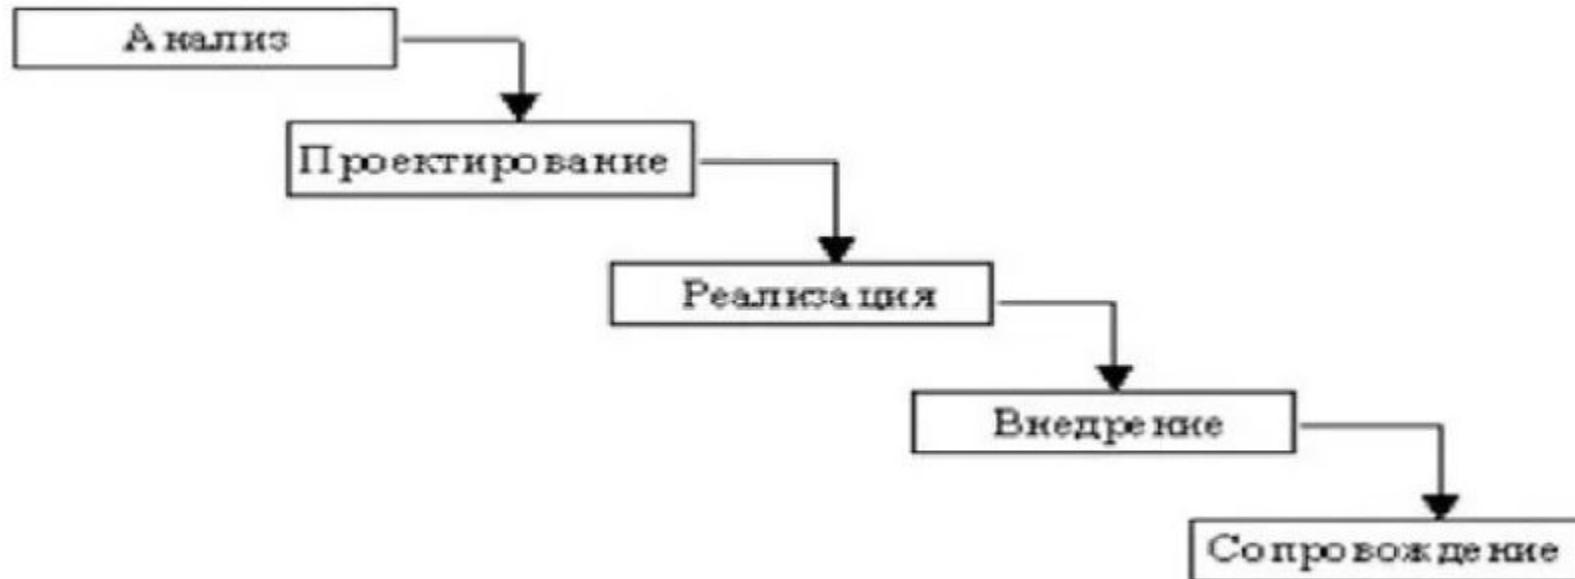 Анализ
Проектирование
Реализация
Внедрение
Сопровождение